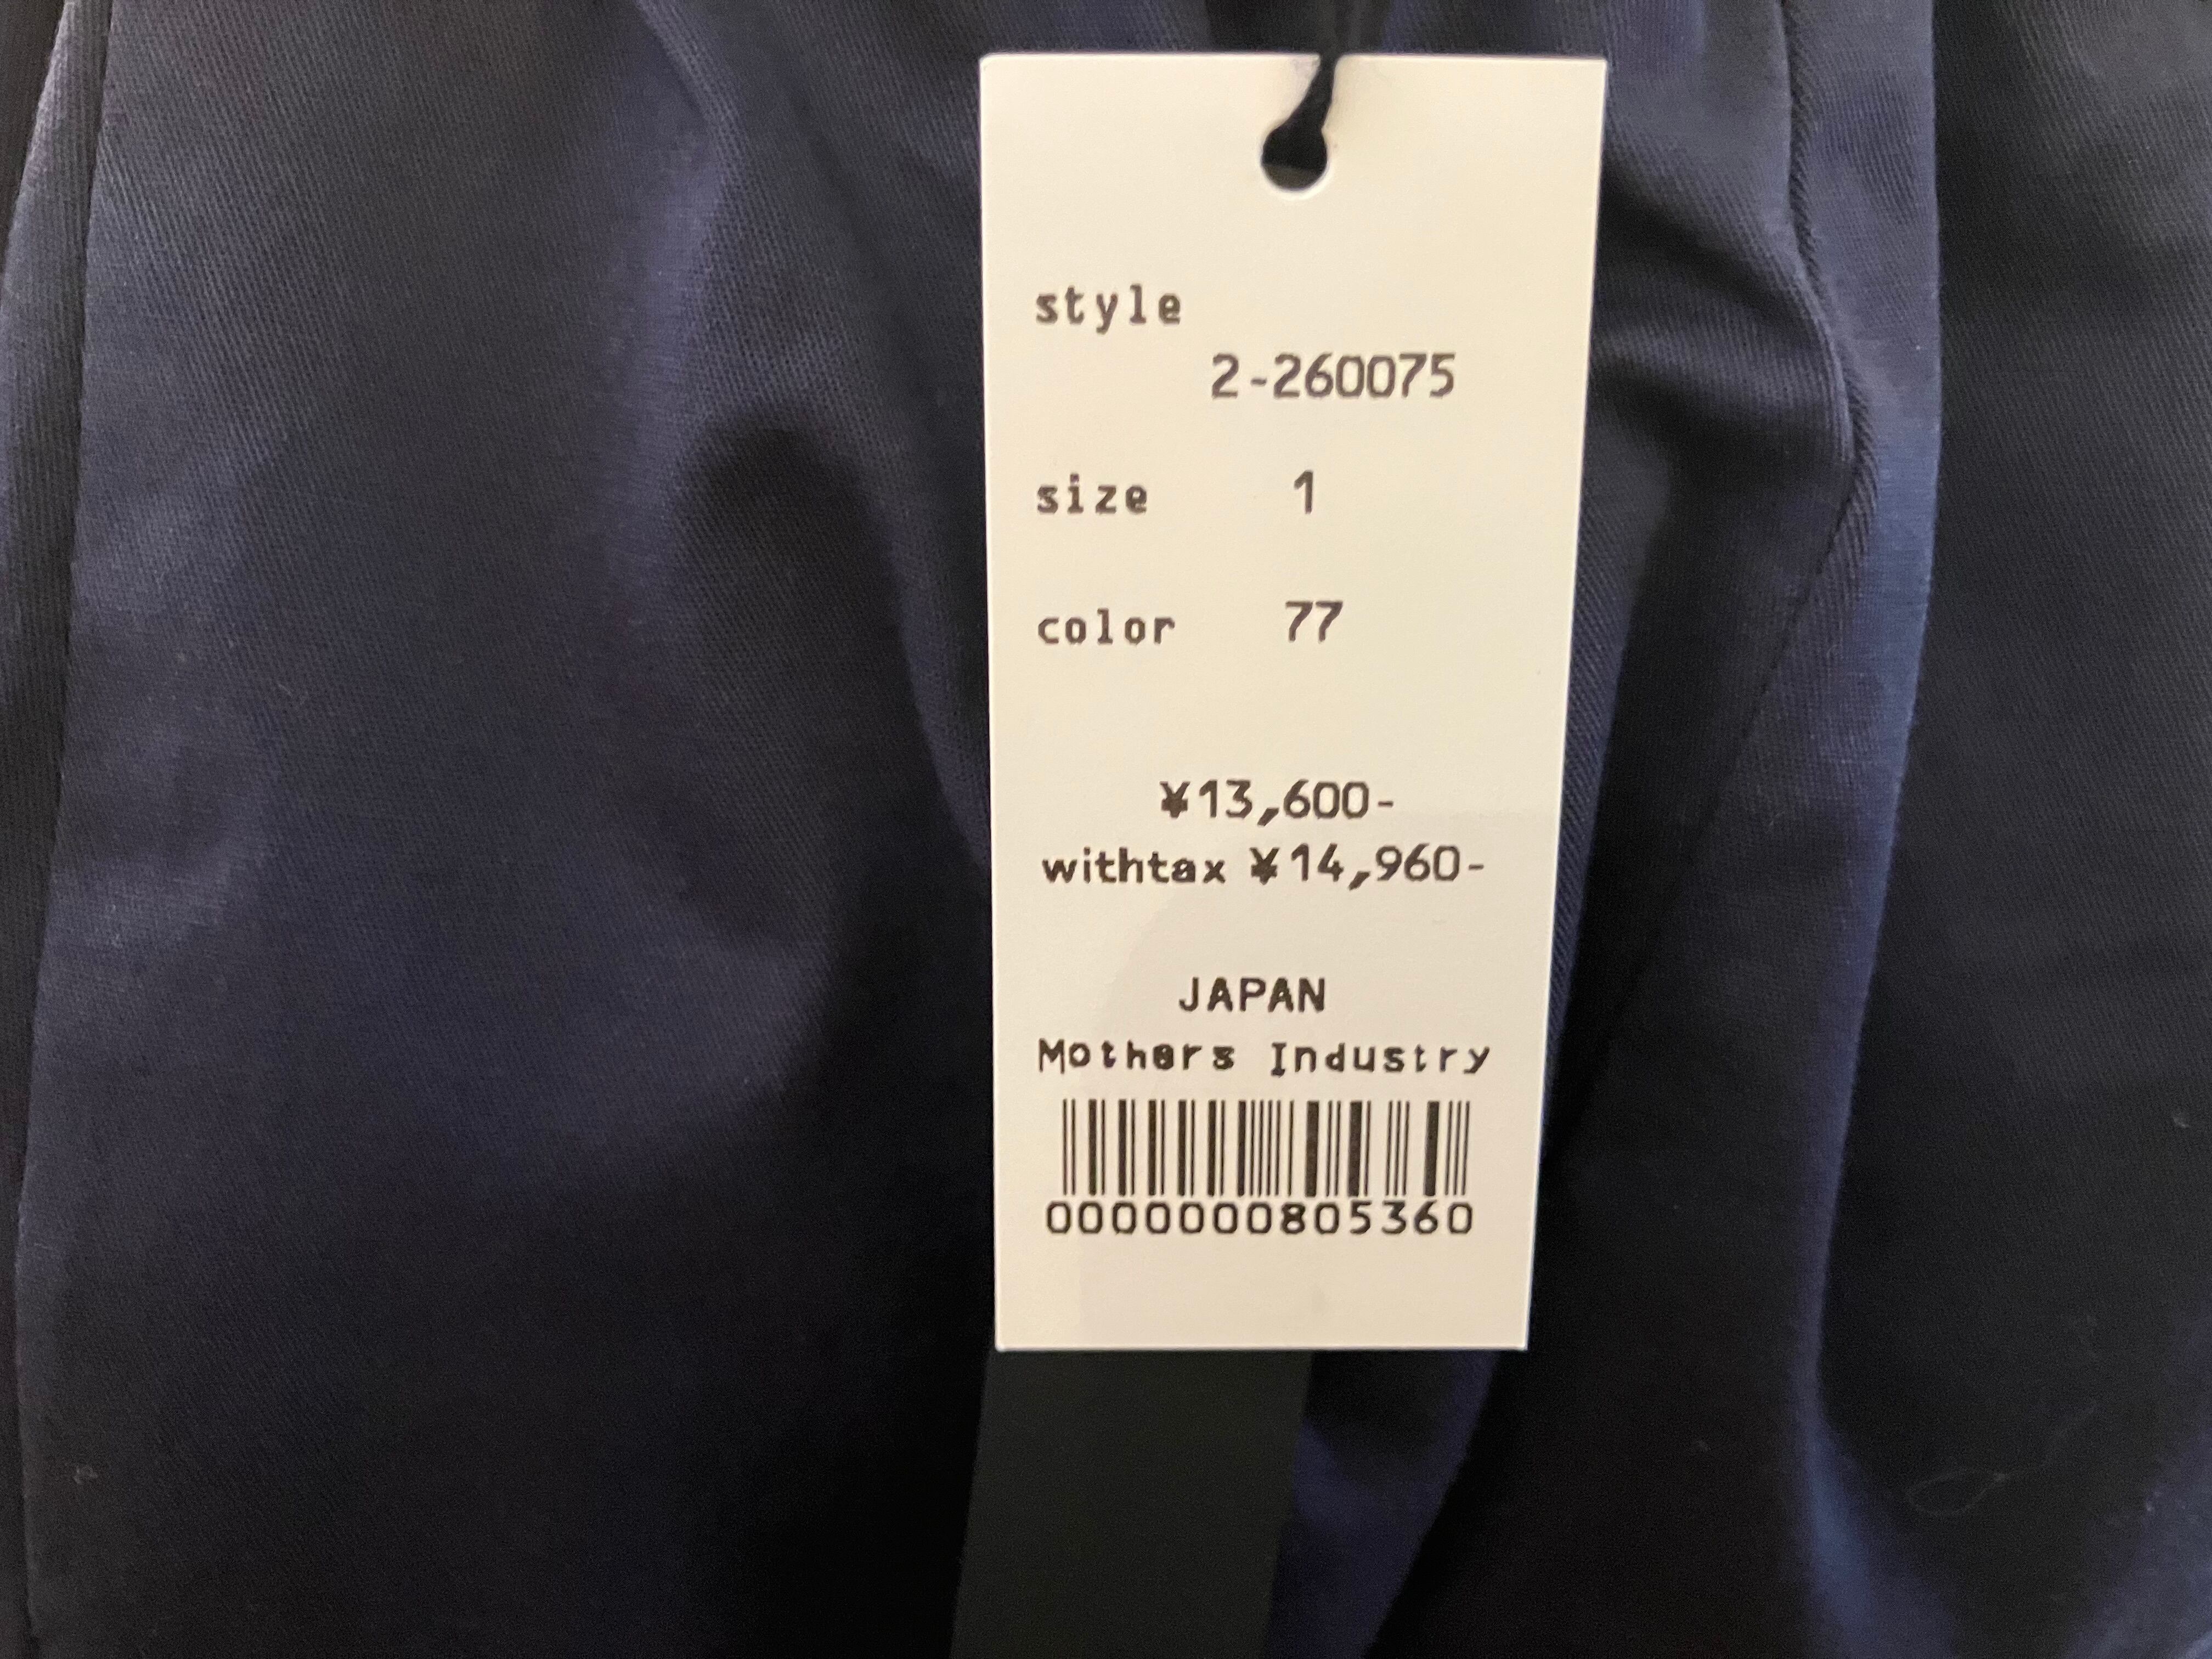 style
2-260075
size 1
color 77
¥13,600-
withtax ¥14,960-
JAPAN
Mothers Industry
0000000805360